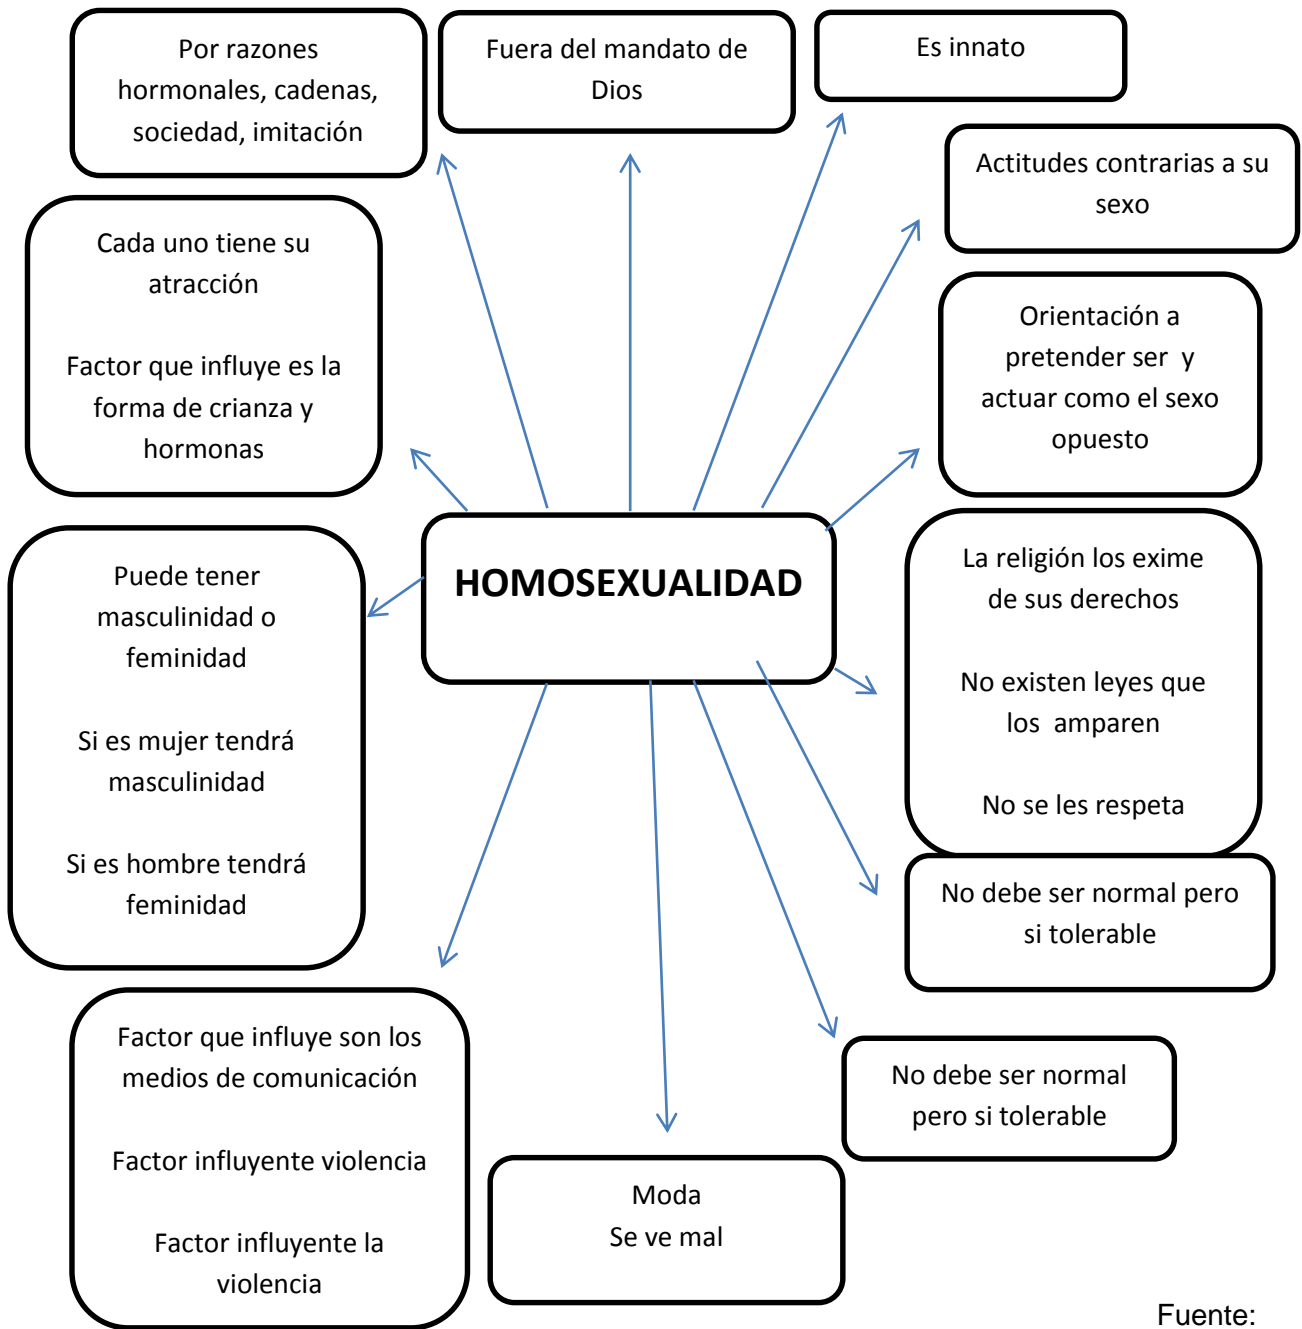 Por razones
hormonales, cadenas,
sociedad, imitación
Fuera del mandato de
Dios
Es innato
Actitudes contrarias a su
sexo
Cada uno tiene su
atracción
Factor que influye es la
forma de crianza y
hormonas
Orientación a
pretender ser y
actuar como el sexo
opuesto
HOMOSEXUALIDAD
Puede tener
masculinidad o
feminidad
Si es mujer tendrá
masculinidad
Si es hombre tendrá
feminidad
La religión los exime
de sus derechos
No existen leyes que
los amparen
No se les respeta
No debe ser normal pero
si tolerable
Factor que influye son los
medios de comunicación
Factor influyente violencia
Factor influyente la
violencia
No debe ser normal
pero si tolerable
Moda
Se ve mal
Fuente: